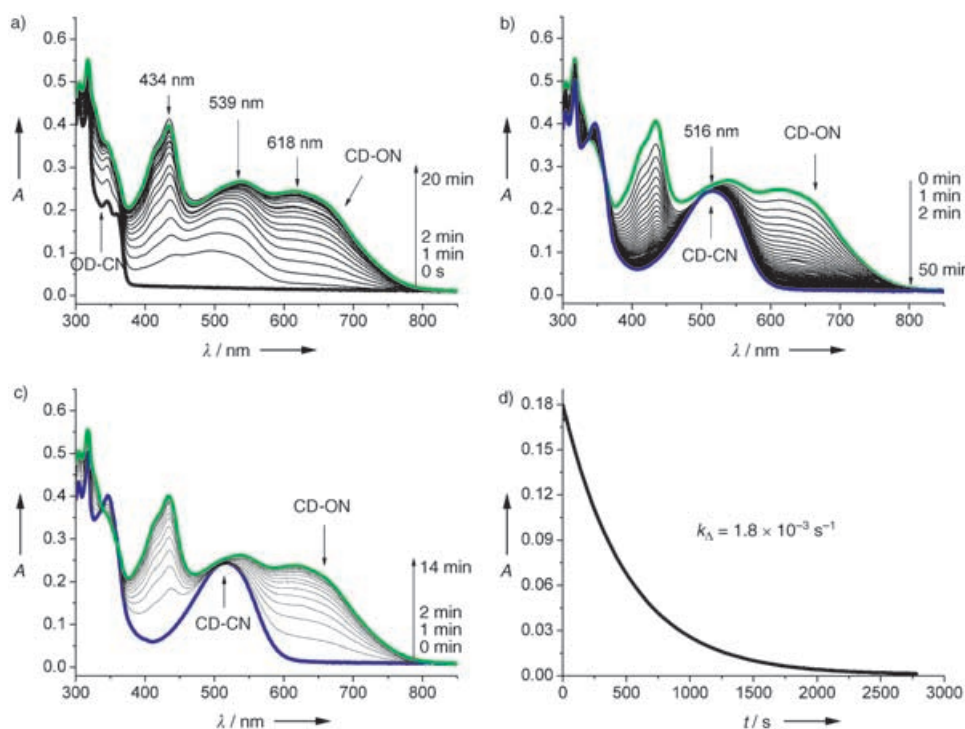 a)
0.6
0.5
0.4
0.3
0.2
0.1
0.0
A
434 nm
539 nm
618 nm
CD-ON
OD-CN
20 min
2 min
1 min
0 s
300 400 500 600 700 800
λ / nm
b)
0.6
0.5
0.4
0.3
0.2
0.1
0.0
A
516 nm
CD-ON
CD-CN
0 min
1 min
2 min
50 min
300 400 500 600 700 800
λ / nm
c)
0.6
0.5
0.4
0.3
0.2
0.1
0.0
A
CD-ON
CD-CN
14 min
2 min
1 min
0 min
300 400 500 600 700 800
λ / nm
d)
0.18
0.15
0.12
0.09
0.06
0.03
0.00
A
kΔ = 1.8 × 10⁻³ s⁻¹
0 500 1000 1500 2000 2500 3000
t / s